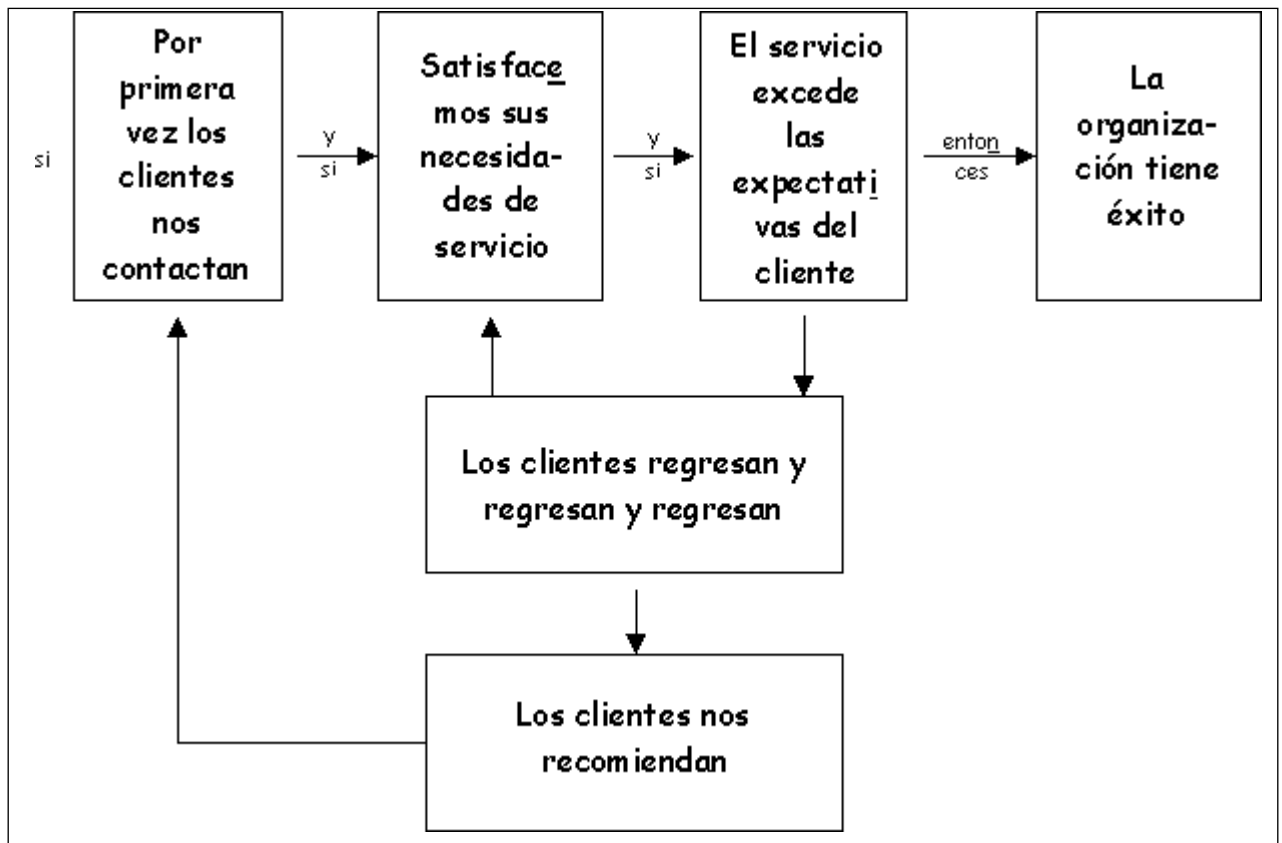 si
Por
primera
vez los
clientes
nos
contactan
y
si
Satisface
mos sus
necesida-
des de
servicio
y
si
El servicio
excede
las
expectati
vas del
cliente
enton
ces
La
organiza-
ción tiene
éxito
Los clientes regresan y
regresan y regresan
Los clientes nos
recomiendan